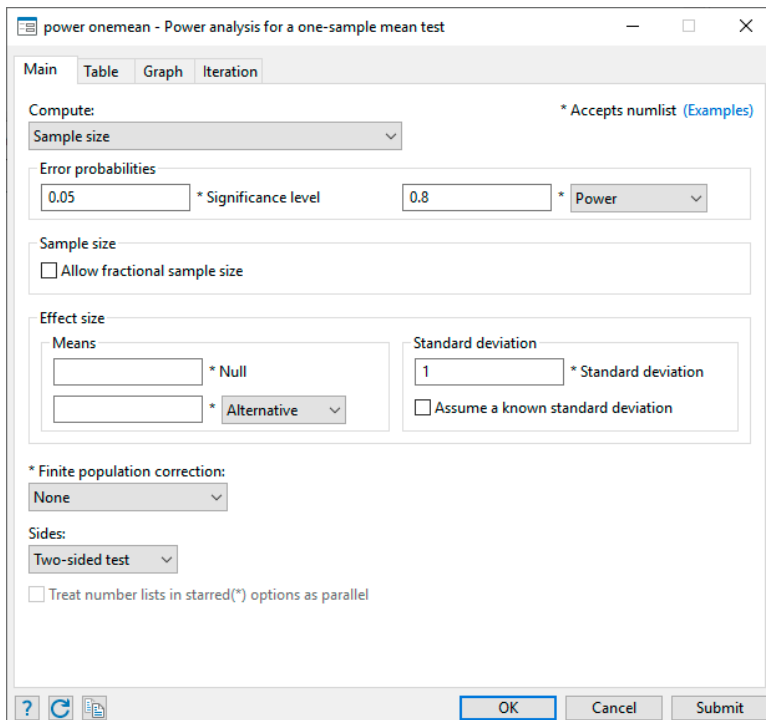 power onemean - Power analysis for a one-sample mean test
Main Table Graph Iteration
Compute: * Accepts numlist (Examples)
Sample size
Error probabilities
0.05 * Significance level 0.8 * Power
Sample size
Allow fractional sample size
Effect size
Means Standard deviation
* Null 1 * Standard deviation
* Alternative Assume a known standard deviation
* Finite population correction:
None
Sides:
Two-sided test
Treat number lists in starred(*) options as parallel
? OK Cancel Submit